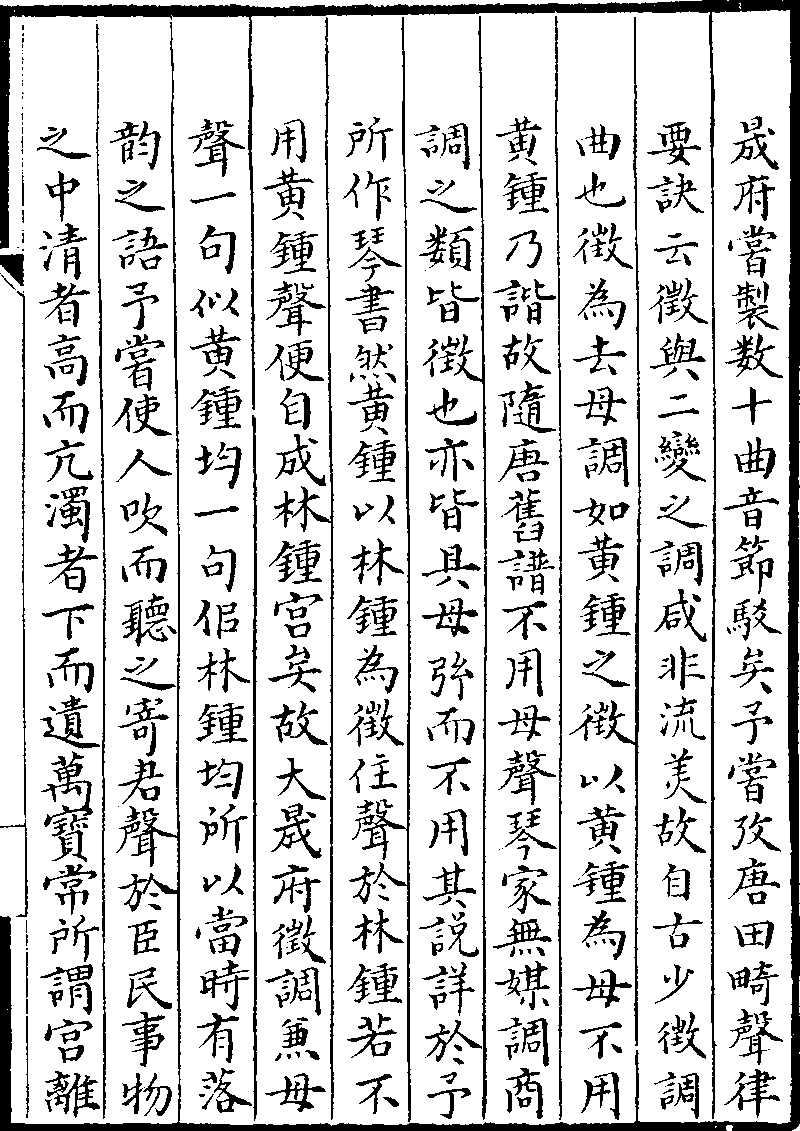 晟府嘗製数十曲音節駮矣予嘗攷唐田畸聲律
要訣云徵與二變之調咸非流美故自古少徵調
曲也徵為去母調如黄鍾之徵以黄鍾為母不用
黄鍾乃諧故隨唐舊譜不用母聲琴家無媒調商
調之類皆徵也亦皆具母弦而不用其説詳於予
所作琴書然黄鍾以林鍾為徵住聲於林鍾若不
用黄鍾聲便自成林鍾宫矣故大晟府徵調兼母
聲一句似黄鍾均一句佀林鍾均所以當時有落
韵之語予嘗使人吹而聽之寄君聲於臣民事物
之中清者高而亢濁者下而遺萬寶常所謂宫離